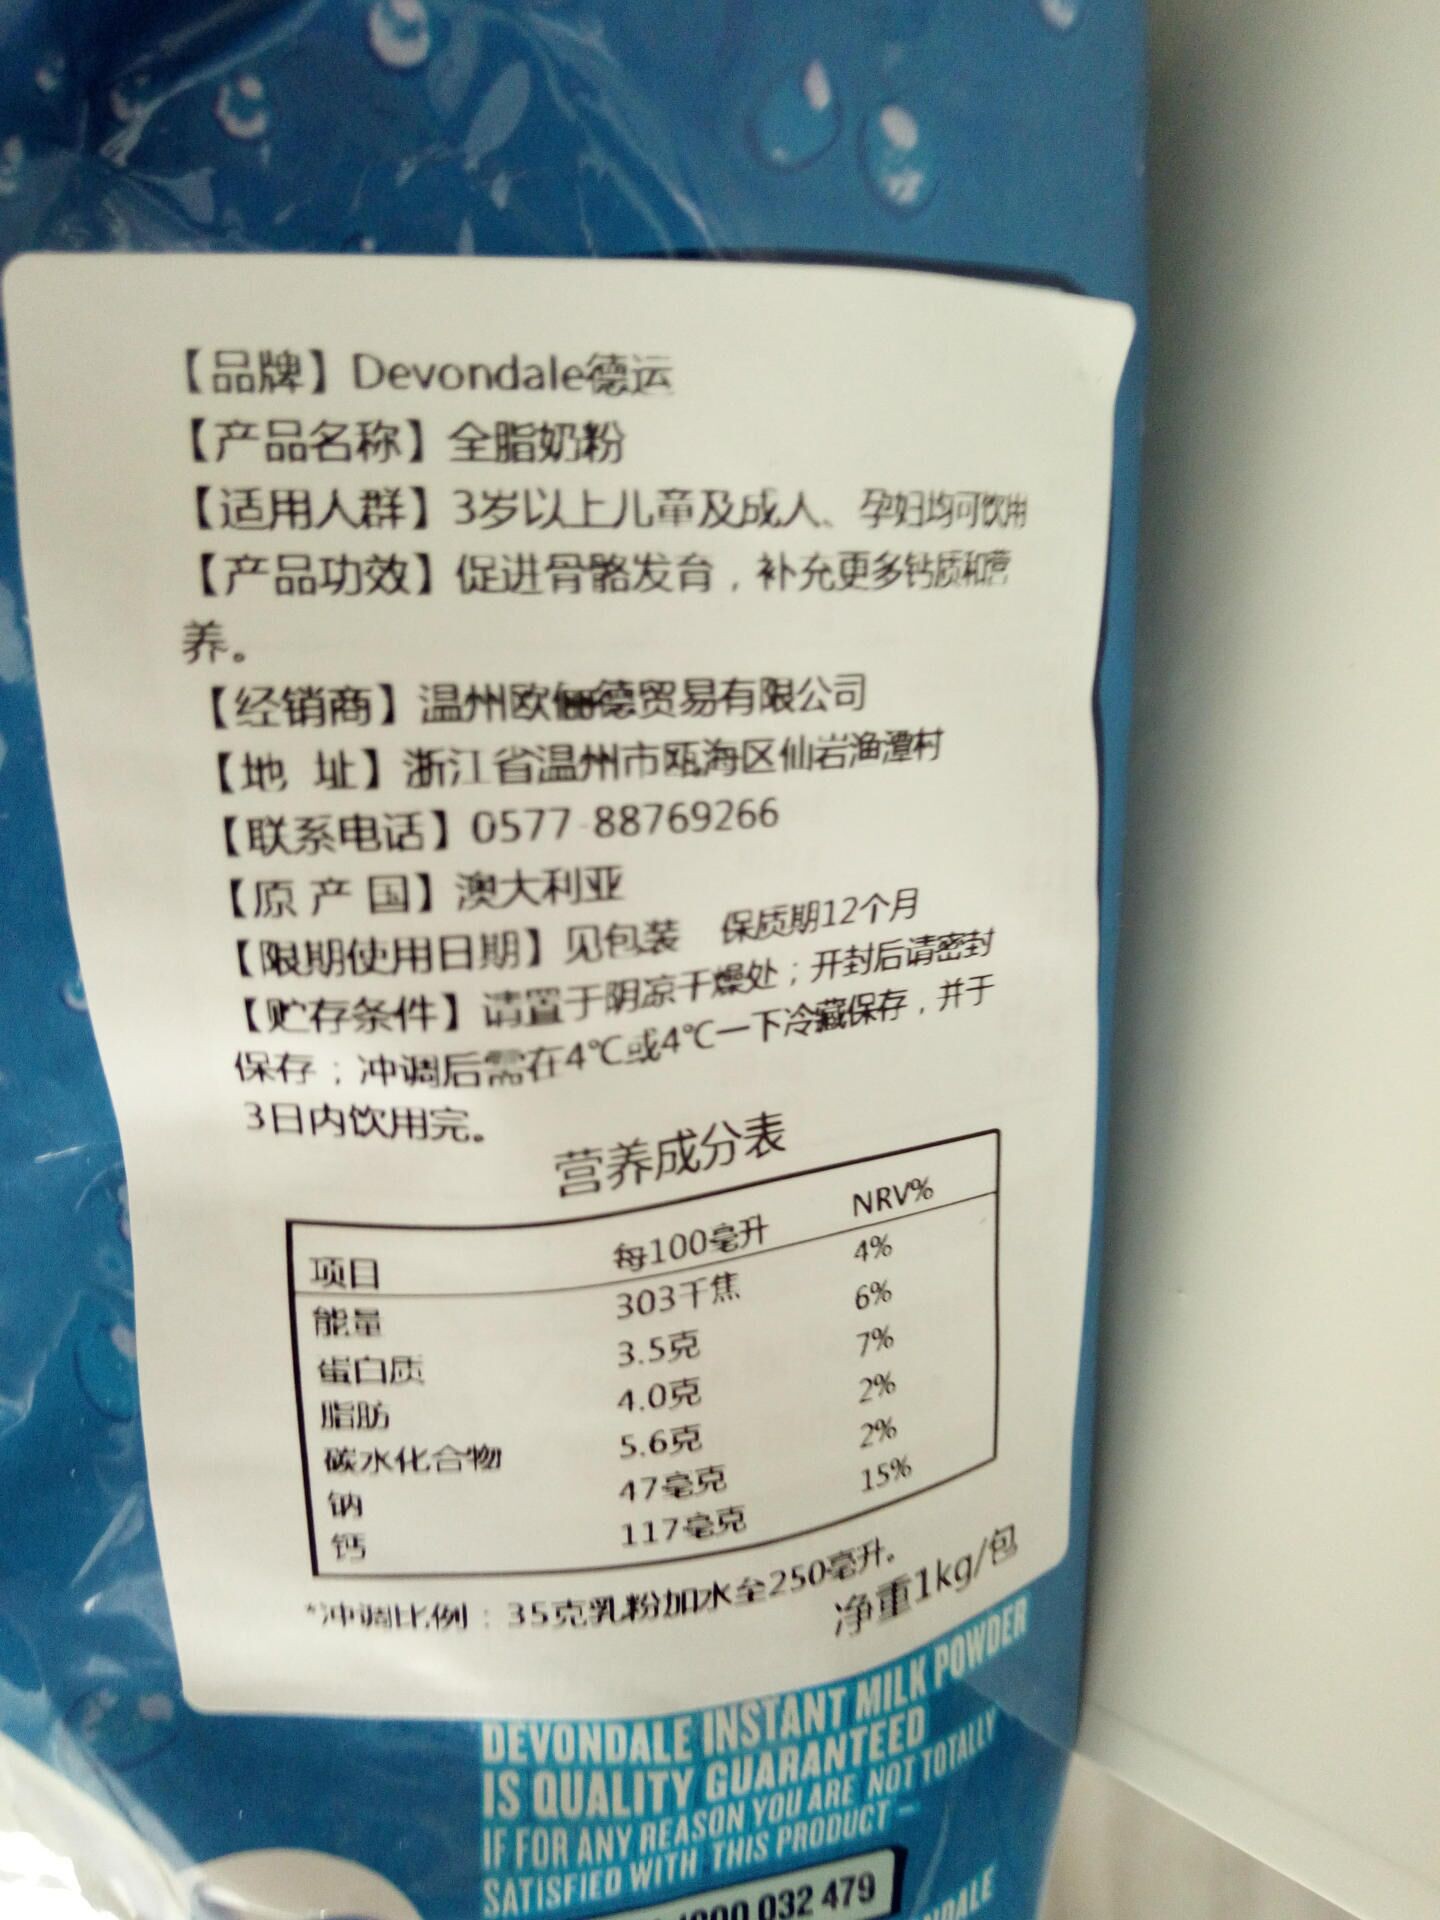 【品牌】Devondale德运
【产品名称】全脂奶粉
【适用人群】3岁以上儿童及成人、孕妇均可饮用
【产品功效】促进骨骼发育，补充更多钙质和营
养。
【经销商】温州欧德贸易有限公司
【地 址】浙江省温州市瓯海区仙岩渔潭村
【联系电话】0577-88769266
【原 产 国】澳大利亚
【限期使用日期】见包装 保质期12个月
【贮存条件】请置于阴凉干燥处；开封后请密封
保存；冲调后需在4℃或4℃一下冷藏保存，并于
3日内饮用完。
营养成分表
项目 每100毫升 NRV%
能量 303千焦 4%
蛋白质 3.5克 6%
脂肪 4.0克 7%
碳水化合物 5.6克 2%
钠 47毫克 2%
钙 117毫克 15%
*冲调比例：35克乳粉加水至250毫升。
净重1kg/包
DEVONDALE INSTANT MILK POWDER
IS QUALITY GUARANTEED
IF FOR ANY REASON YOU ARE NOT TOTALLY
SATISFIED WITH THIS PRODUCT –
032 479